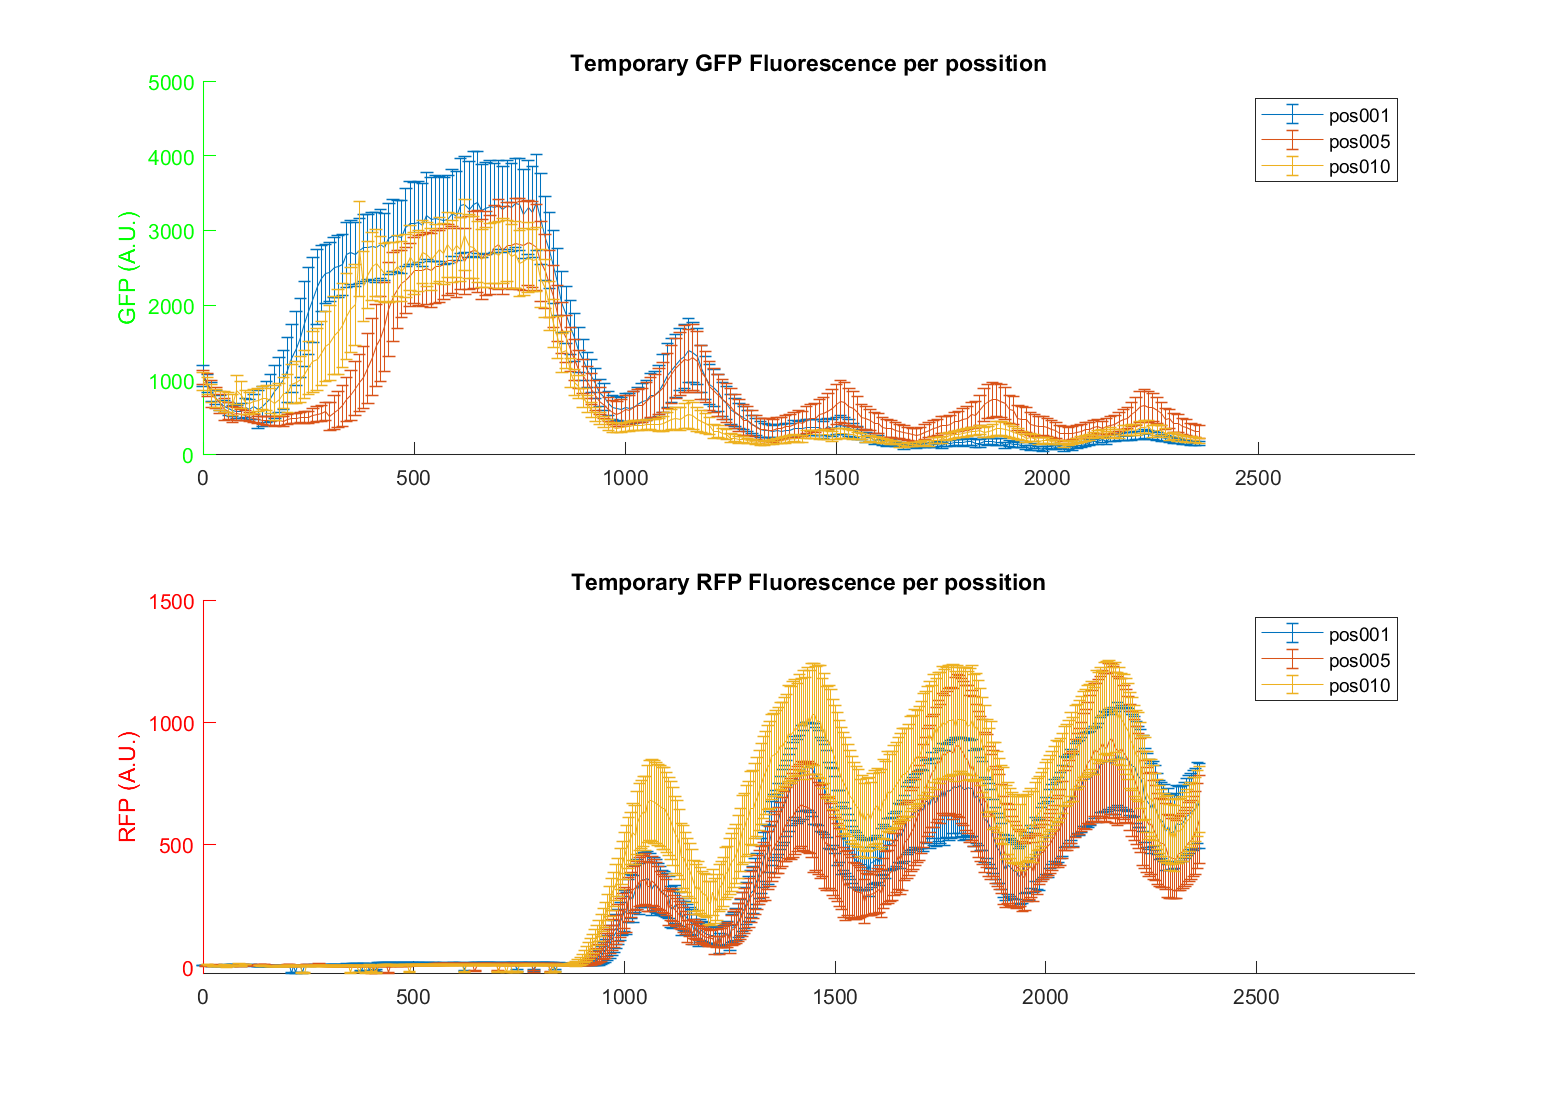 Temporary GFP Fluorescence per possition
GFP (A.U.)
5000
4000
3000
2000
1000
0
0 500 1000 1500 2000 2500
pos001
pos005
pos010
Temporary RFP Fluorescence per possition
RFP (A.U.)
1500
1000
500
0
0 500 1000 1500 2000 2500
pos001
pos005
pos010